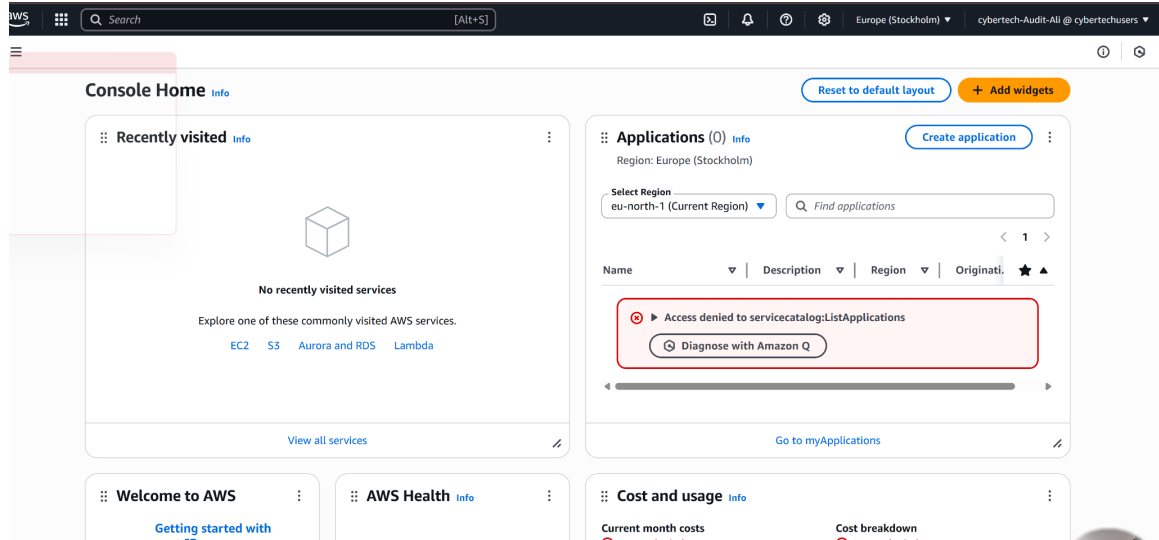 aws
Search [Alt+S] Europe (Stockholm) ▼ cybertech-Audit-Ali @ cybertechusers ▼
Console Home Info
Reset to default layout
+ Add widgets
Recently visited Info
No recently visited services
Explore one of these commonly visited AWS services.
EC2 S3 Aurora and RDS Lambda
View all services
Applications (0) Info
Create application
Region: Europe (Stockholm)
Select Region
eu-north-1 (Current Region) ▼
Find applications
1
Name Description Region Originati.
Access denied to servicecatalog:ListApplications
Diagnose with Amazon Q
Go to myApplications
Welcome to AWS
Getting started with
AWS Health Info
Cost and usage Info
Current month costs
Cost breakdown